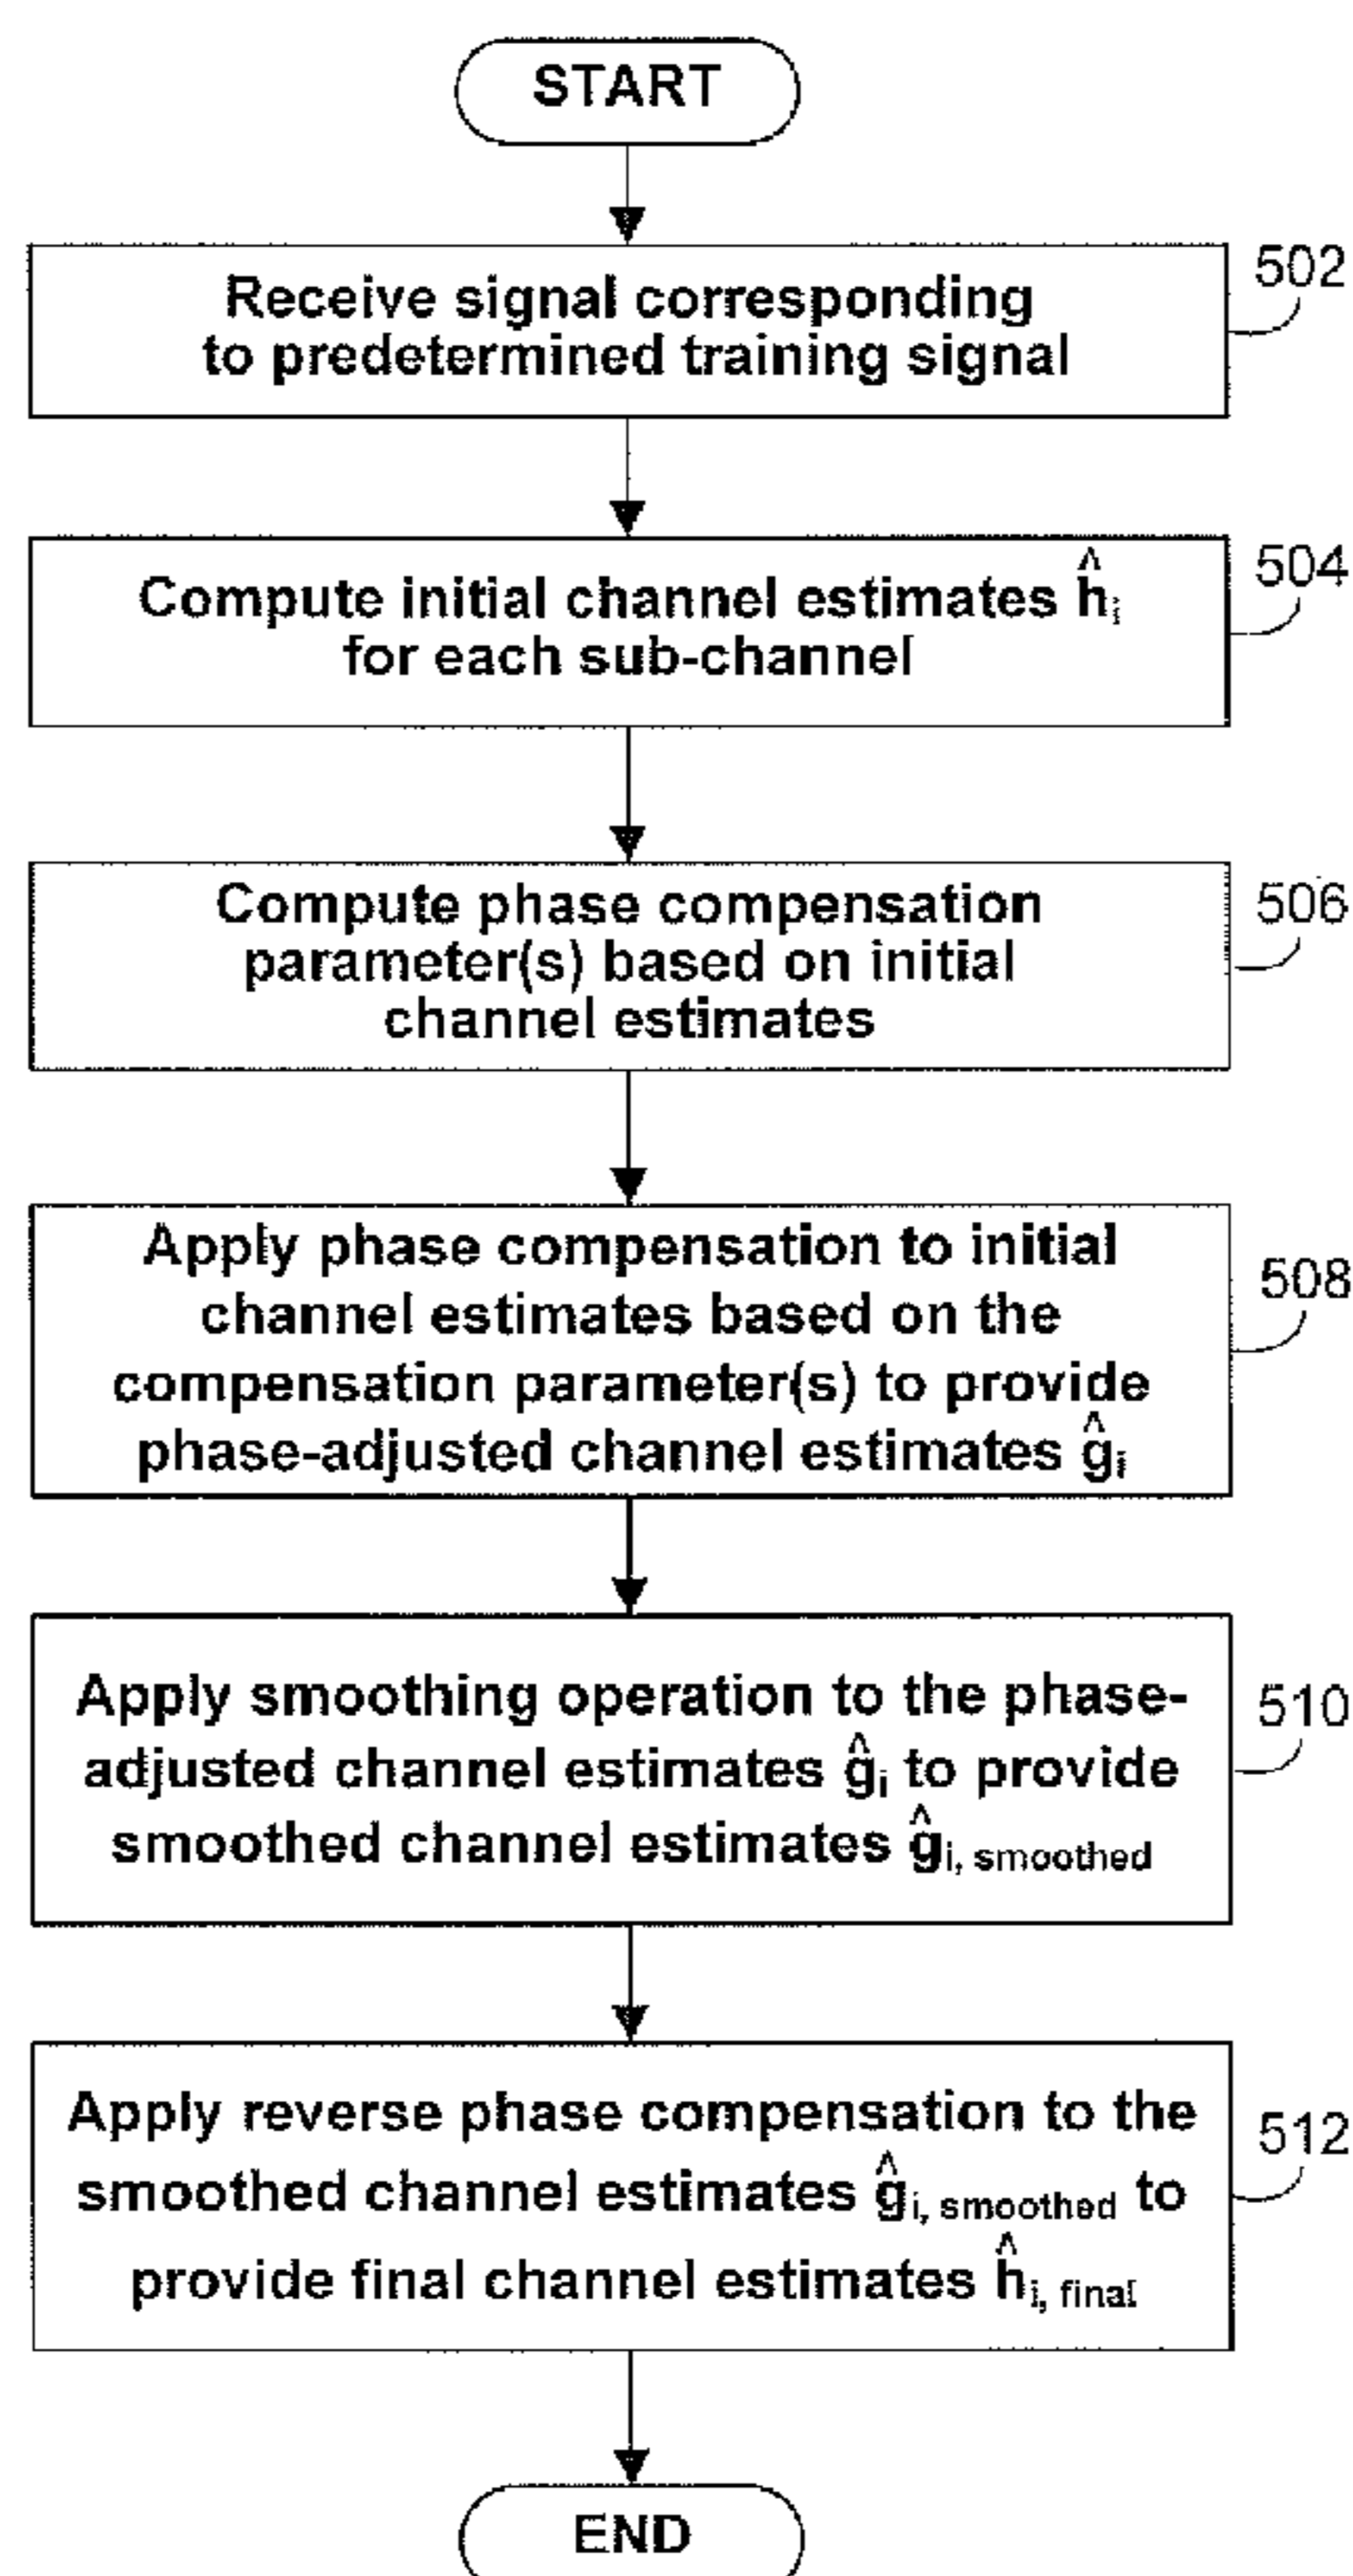 START
Receive signal corresponding
to predetermined training signal
502
Compute initial channel estimates ĥi
for each sub-channel
504
Compute phase compensation
parameter(s) based on initial
channel estimates
506
Apply phase compensation to initial
channel estimates based on the
compensation parameter(s) to provide
phase-adjusted channel estimates ĝi
508
Apply smoothing operation to the phase-
adjusted channel estimates ĝi to provide
smoothed channel estimates ĝi, smoothed
510
Apply reverse phase compensation to the
smoothed channel estimates ĝi, smoothed to
provide final channel estimates ĥi, final
512
END